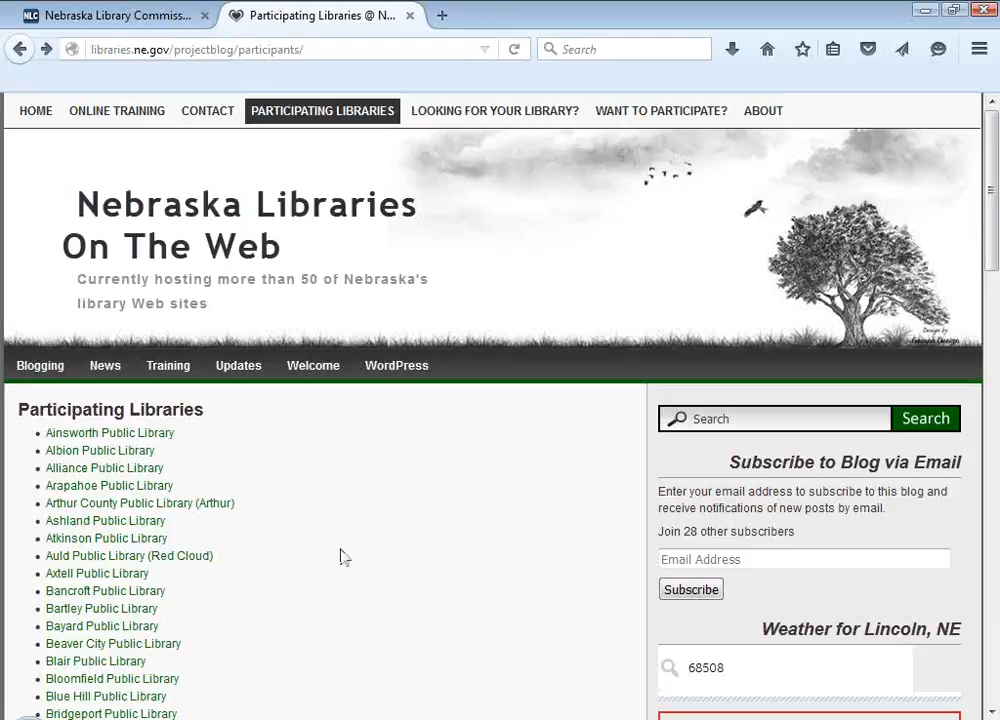 Nebraska Library Commiss...
Participating Libraries @ N...
libraries.ne.gov/projectblog/participants/
Search
HOME
ONLINE TRAINING
CONTACT
PARTICIPATING LIBRARIES
LOOKING FOR YOUR LIBRARY?
WANT TO PARTICIPATE?
ABOUT
Nebraska Libraries
On The Web
Currently hosting more than 50 of Nebraska's
library Web sites
Design by
Blogging
News
Training
Updates
Welcome
WordPress
Participating Libraries
Ainsworth Public Library
Albion Public Library
Alliance Public Library
Arapahoe Public Library
Arthur County Public Library (Arthur)
Ashland Public Library
Atkinson Public Library
Auld Public Library (Red Cloud)
Axtell Public Library
Bancroft Public Library
Bartley Public Library
Bayard Public Library
Beaver City Public Library
Blair Public Library
Bloomfield Public Library
Blue Hill Public Library
Bridgeport Public Library
Search
Search
Subscribe to Blog via Email
Enter your email address to subscribe to this blog and
receive notifications of new posts by email.
Join 28 other subscribers
Email Address
Subscribe
Weather for Lincoln, NE
68508